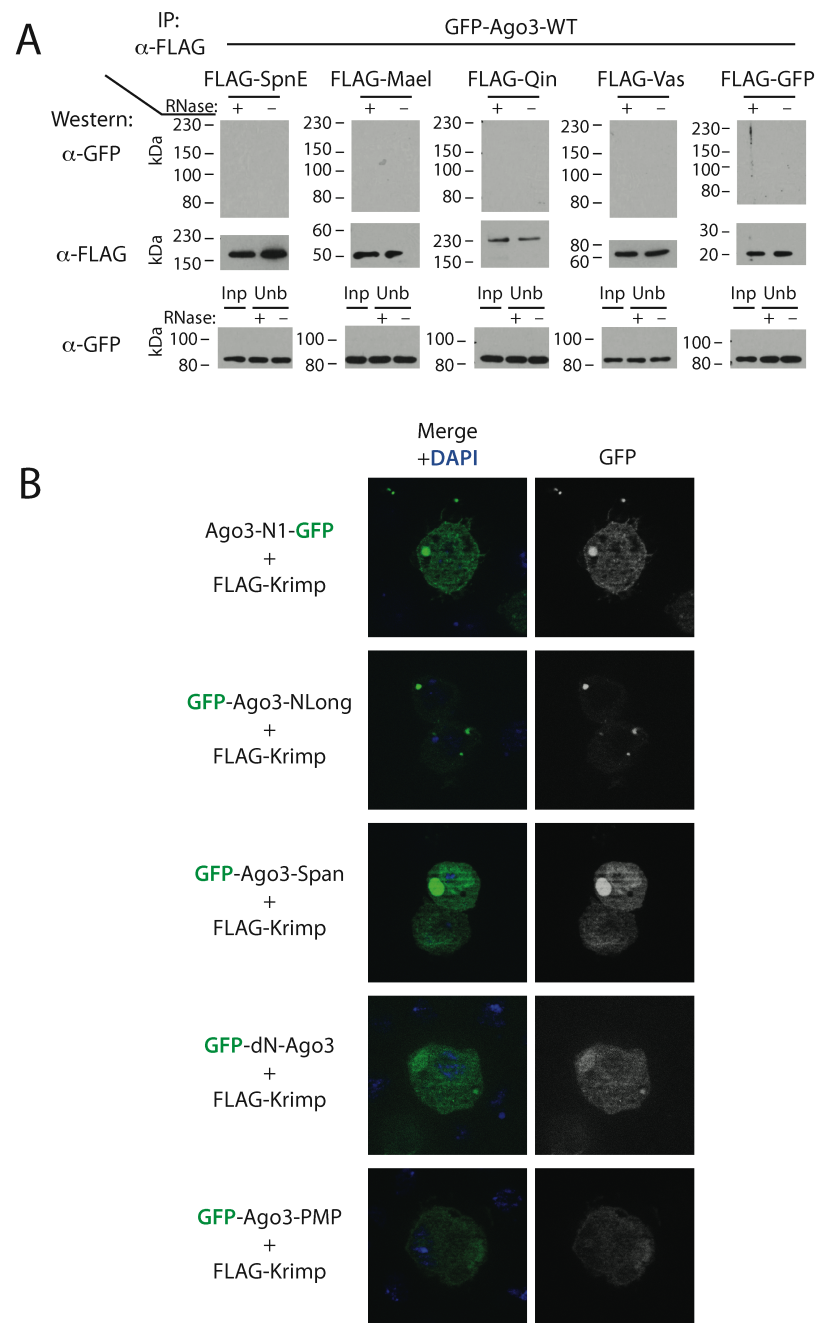 A
IP:
α-FLAG
GFP-Ago3-WT
FLAG-SpnE FLAG-Mael FLAG-Qin FLAG-Vas FLAG-GFP
RNase: + – + – + – + – + –
Western:
α-GFP
kDa
230 – 230 – 230 – 230 – 230 –
150 – 150 – 150 – 150 – 150 –
100 – 100 – 100 – 100 – 100 –
80 – 80 – 80 – 80 – 80 –
α-FLAG
kDa
230 – 60 – 230 – 80 – 30 –
150 – 50 – 150 – 60 – 20 –
Inp Unb Inp Unb Inp Unb Inp Unb Inp Unb
RNase: + – + – + – + – + –
α-GFP
kDa
100 – 100 – 100 – 100 – 100 –
80 – 80 – 80 – 80 – 80 –
B
Merge
+DAPI
GFP
Ago3-N1-GFP
+
FLAG-Krimp
GFP-Ago3-NLong
+
FLAG-Krimp
GFP-Ago3-Span
+
FLAG-Krimp
GFP-dN-Ago3
+
FLAG-Krimp
GFP-Ago3-PMP
+
FLAG-Krimp